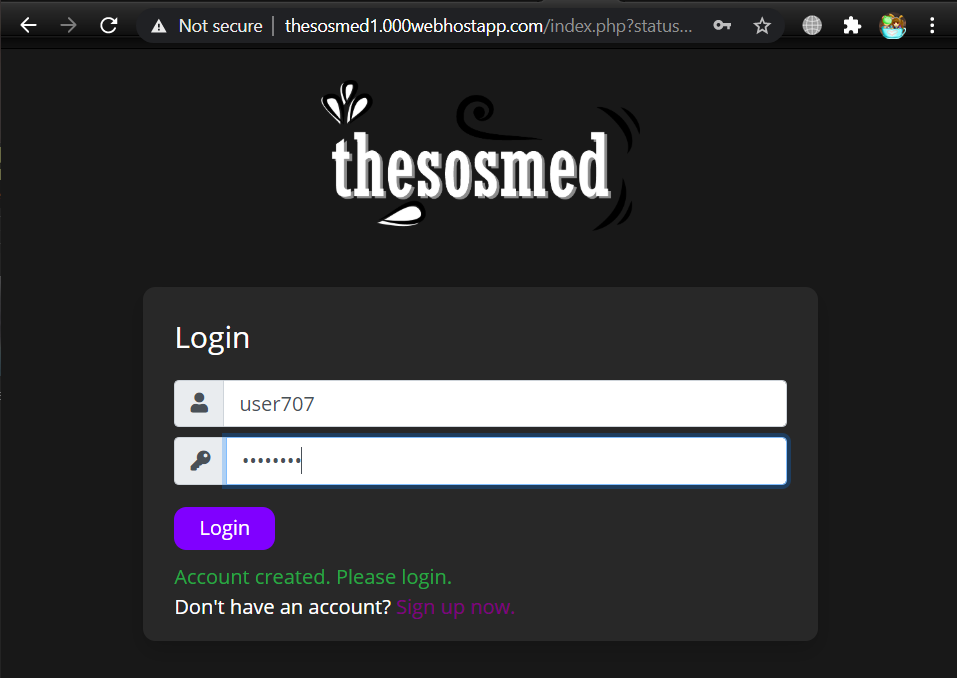 Not secure | thesosmed1.000webhostapp.com/index.php?status...
thesosmed
Login
user707
••••••••
Login
Account created. Please login.
Don't have an account? Sign up now.